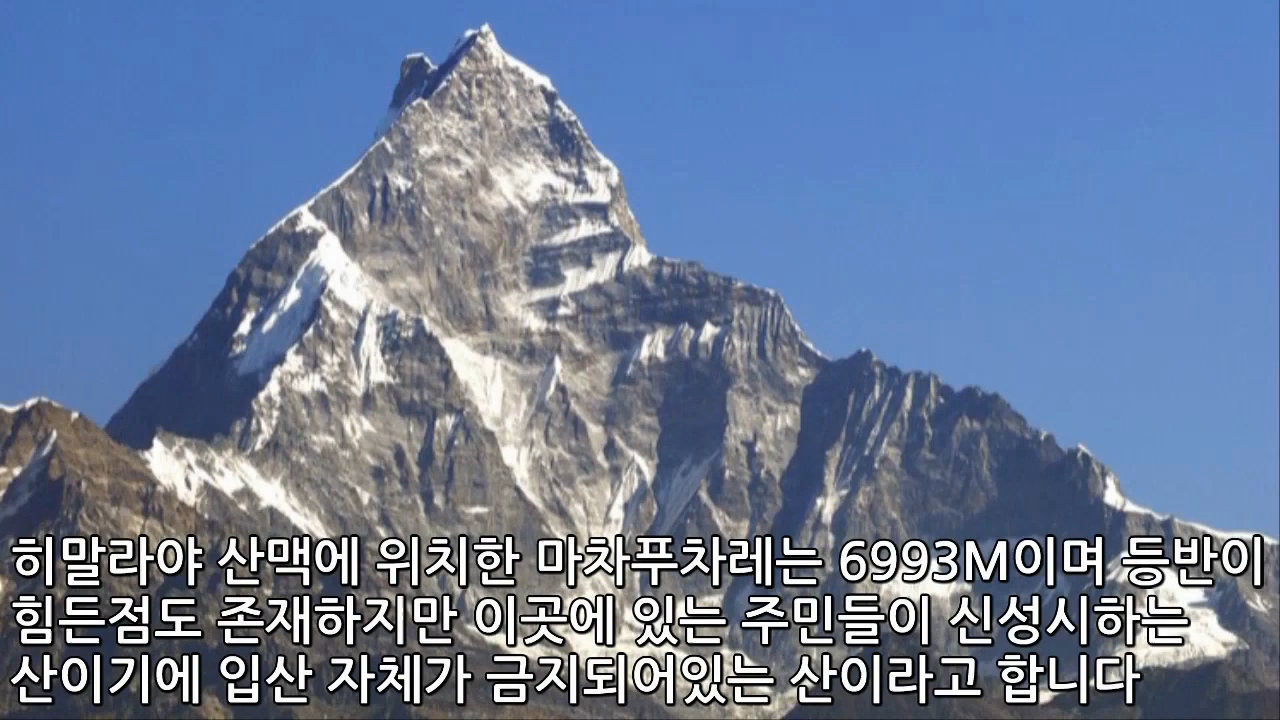 히말라야 산맥에 위치한 마차푸차레는 6993M이며 등반이
힘든점도 존재하지만 이곳에 있는 주민들이 신성시하는
산이기에 입산 자체가 금지되어있는 산이라고 합니다